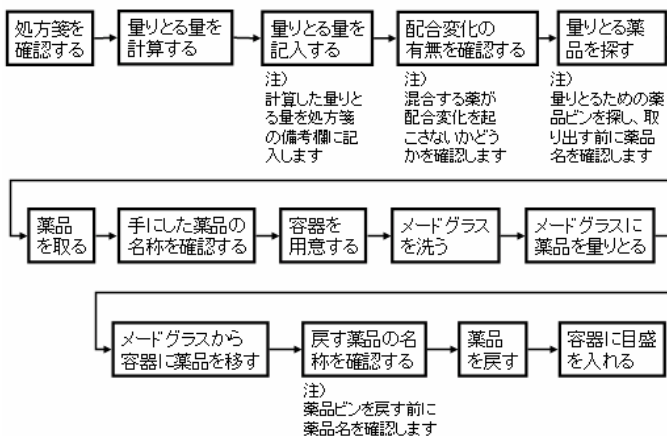 処方箋を
確認する
量りとる量を
計算する
量りとる量を
記入する
配合変化の
有無を確認する
量りとる薬
品を探す
注)
計算した量りと
る量を処方箋
の備考欄に記
入します
注)
混合する薬が
配合変化を起
こさないかどう
かを確認します
注)
量りとるための薬
品ビンを探し、取
り出す前に薬品
名を確認します
薬品
を取る
手にした薬品の
名称を確認する
容器を
用意する
メードグラス
を洗う
メードグラスに
薬品を量りとる
メードグラスから
容器に薬品を移す
戻す薬品の名
称を確認する
薬品
を戻す
容器に目盛
を入れる
注)
薬品ビンを戻す前に
薬品名を確認します